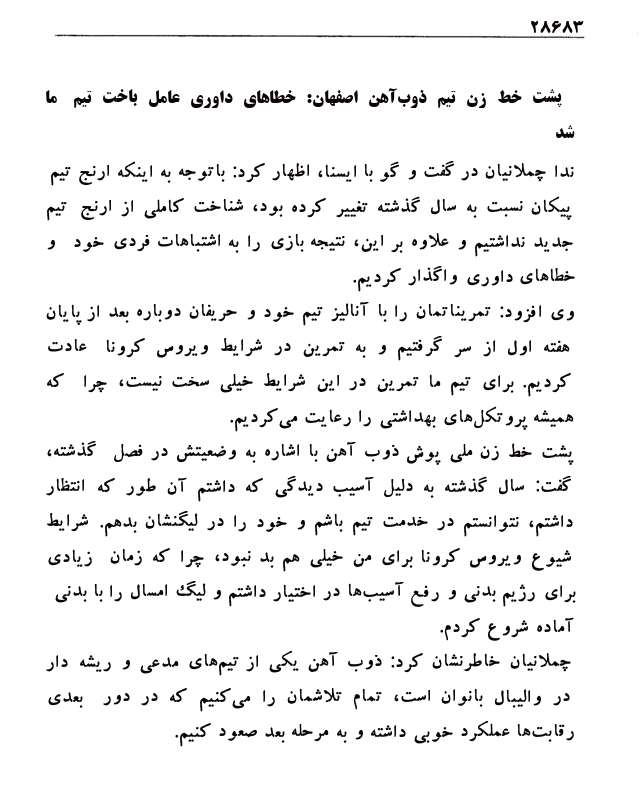 ۲۸۶۸۳
پشت خط زن تیم ذوب‌آهن اصفهان: خطاهای داوری عامل باخت تیم ما
شد
ندا چملانیان در گفت و گو با ایسنا، اظهار کرد: باتوجه به اینکه ارنج تیم
پیکان نسبت به سال گذشته تغییر کرده بود، شناخت کاملی از ارنج تیم
جدید نداشتیم و علاوه بر این، نتیجه بازی را به اشتباهات فردی خود و
خطاهای داوری واگذار کردیم.
وی افزود: تمریناتمان را با آنالیز تیم خود و حریفان دوباره بعد از پایان
هفته اول از سر گرفتیم و به تمرین در شرایط ویروس کرونا عادت
کردیم. برای تیم ما تمرین در این شرایط خیلی سخت نیست، چرا که
همیشه پروتکل‌های بهداشتی را رعایت می‌کردیم.
پشت خط زن ملی پوش ذوب آهن با اشاره به وضعیتش در فصل گذشته،
گفت: سال گذشته به دلیل آسیب دیدگی که داشتم آن طور که انتظار
داشتم، نتوانستم در خدمت تیم باشم و خود را در لیگنشان بدهم. شرایط
شیوع ویروس کرونا برای من خیلی هم بد نبود، چرا که زمان زیادی
برای رژیم بدنی و رفع آسیب‌ها در اختیار داشتم و لیگ امسال را با بدنی
آماده شروع کردم.
چملانیان خاطرنشان کرد: ذوب آهن یکی از تیم‌های مدعی و ریشه دار
در والیبال بانوان است، تمام تلاشمان را می‌کنیم که در دور بعدی
رقابت‌ها عملکرد خوبی داشته و به مرحله بعد صعود کنیم.